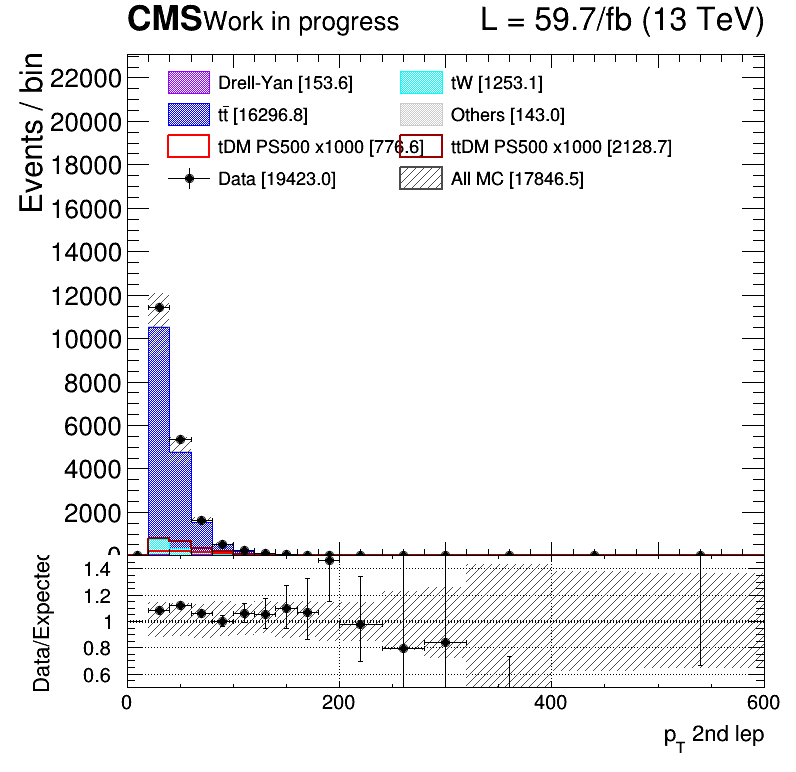 CMS Work in progress L = 59.7/fb (13 TeV)
Events / bin
22000
20000
18000
16000
14000
12000
10000
8000
6000
4000
2000
0
Drell-Yan [153.6] tW [1253.1]
tt̄ [16296.8] Others [143.0]
tDM PS500 x1000 [776.6] ttDM PS500 x1000 [2128.7]
Data [19423.0] All MC [17846.5]
Data/Expected
1.4
1.2
1
0.8
0.6
0 200 400 600
pT 2nd lep